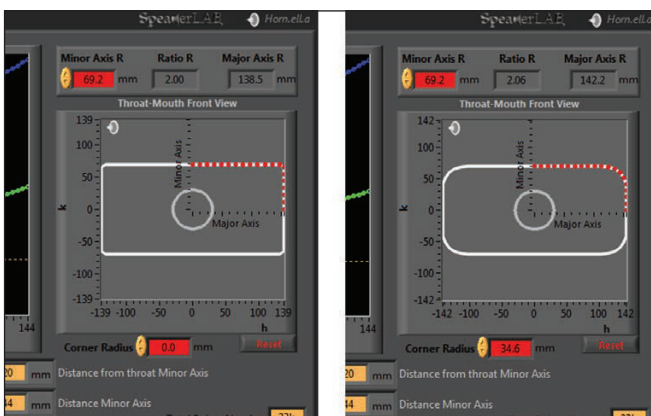 SpeakerLAB Horn.ell.a
Minor Axis R Ratio R Major Axis R
69.2 mm 2.00 138.5 mm
Throat-Mouth Front View
139
100
50
0
-50
-100
-139
k
Minor Axis
Major Axis
-139 -100 -50 0 50 100 139
h
144
Corner Radius 0.0 mm Reset
20 mm Distance from throat Minor Axis
44 mm Distance Minor Axis
SpeakerLAB Horn.ell.a
Minor Axis R Ratio R Major Axis R
69.2 mm 2.06 142.2 mm
Throat-Mouth Front View
142
100
50
0
-50
-100
-142
k
Minor Axis
Major Axis
-142 -100 -50 0 50 100 142
h
144
Corner Radius 34.6 mm Reset
20 mm Distance from throat Minor Axis
44 mm Distance Minor Axis